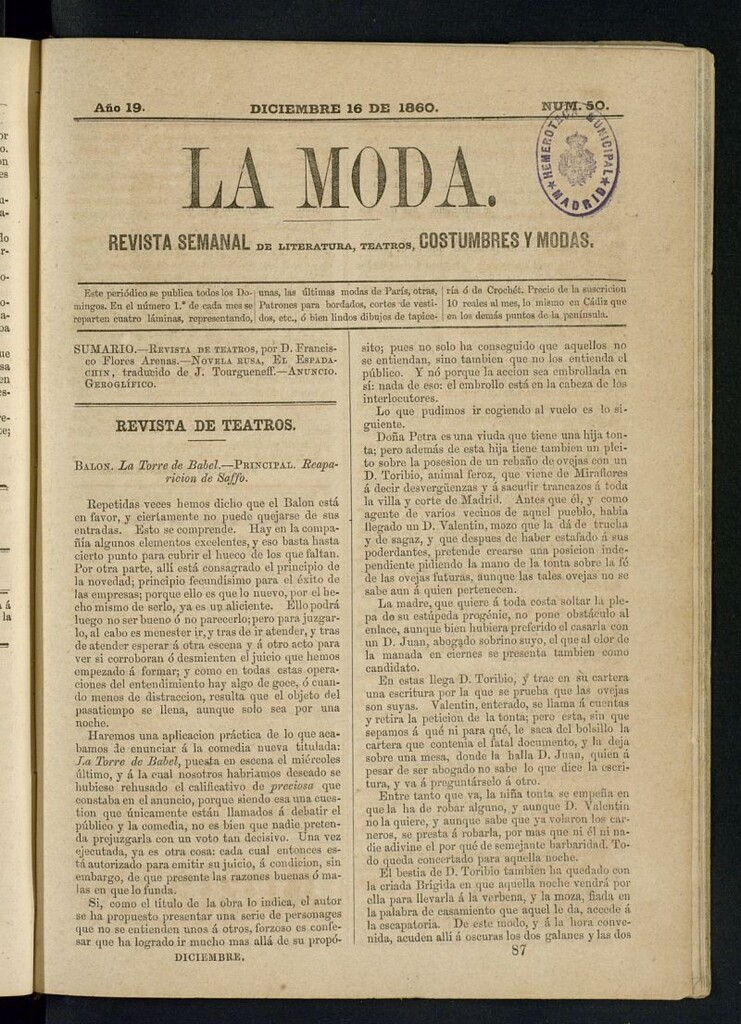 Año 19.
DICIEMBRE 16 DE 1860.
NUM. 50.
HEMEROTECA MUNICIPAL
★ MADRID ★
LA MODA.
REVISTA SEMANAL DE LITERATURA, TEATROS, COSTUMBRES Y MODAS.
Este periódico se publica todos los Do-
mingos. En el número 1.º de cada mes se
reparten cuatro láminas, representando,
unas, las últimas modas de París, otras,
Patrones para bordados, cortes de vesti-
dos, etc., ó bien lindos dibujos de tapice-
ría ó de Crochét. Precio de la suscricion
10 reales al mes, lo mismo en Cádiz que
en los demás puntos de la península.
SUMARIO.—REVISTA DE TEATROS, por D. Francis-
co Flores Arenas.—NOVELA RUSA, EL ESPADA-
CHIN, traducido de J. Tourgueneff.—ANUNCIO.
GEROGLÍFICO.
REVISTA DE TEATROS.
BALON. La Torre de Babel.—PRINCIPAL. Reapa-
ricion de Saffo.
Repetidas veces hemos dicho que el Balon está
en favor, y ciertamente no puede quejarse de sus
entradas. Esto se comprende. Hay en la compa-
ñía algunos elementos excelentes, y eso basta hasta
cierto punto para cubrir el hueco de los que faltan.
Por otra parte, allí está consagrado el principio de
la novedad; principio fecundísimo para el éxito de
las empresas; porque ello es que lo nuevo, por el he-
cho mismo de serlo, ya es un aliciente. Ello podrá
luego no ser bueno ó no parecerlo; pero para juzgar-
lo, al cabo es menester ir, y tras de ir atender, y tras
de atender esperar á otra escena y á otro acto para
ver si corroboran ó desmienten el juicio que hemos
empezado á formar; y como en todas estas opera-
ciones del entendimiento hay algo de goce, ó cuan-
do menos de distraccion, resulta que el objeto del
pasatiempo se llena, aunque solo sea por una
noche.
Haremos una aplicacion práctica de lo que aca-
bamos de enunciar á la comedia nueva titulada:
La Torre de Babel, puesta en escena el miércoles
último, y á la cual nosotros habriamos deseado se
hubiese rehusado el calificativo de preciosa que
constaba en el anuncio, porque siendo esa una cues-
tion que únicamente están llamados á debatir el
público y la comedia, no es bien que nadie preten-
da prejuzgarla con un voto tan decisivo. Una vez
ejecutada, ya es otra cosa: cada cual entonces es-
tá autorizado para emitir su juicio, á condicion, sin
embargo, de que presente las razones buenas ó ma-
las en que lo funda.
Si, como el título de la obra lo indica, el autor
se ha propuesto presentar una serie de personages
que no se entienden unos á otros, forzoso es confe-
sar que ha logrado ir mucho mas allá de su propó-
DICIEMBRE.
sito; pues no solo ha conseguido que aquellos no
se entiendan, sino tambien que no los entienda el
público. Y nó porque la accion sea embrollada en
sí: nada de eso: el embrollo está en la cabeza de los
interlocutores.
Lo que pudimos ir cogiendo al vuelo es lo si-
guiente.
Doña Petra es una viuda que tiene una hija ton-
ta; pero además de esta hija tiene tambien un plei-
to sobre la posesion de un rebaño de ovejas con un
D. Toribio, animal feroz, que viene de Miraflores
á decir desvergüenzas y á sacudir trancazos á toda
la villa y corte de Madrid. Antes que él, y como
agente de varios vecinos de aquel pueblo, habia
llegado un D. Valentin, mozo que la dá de trucha
y de sagaz, y que despues de haber estafado á sus
poderdantes, pretende crearse una posicion inde-
pendiente pidiendo la mano de la tonta sobre la fé
de las ovejas futuras, aunque las tales ovejas no se
sabe aun á quien pertenecen.
La madre, que quiere á toda costa soltar la ple-
pa de su estúpeda progénie, no pone obstáculo al
enlace, aunque bien hubiera preferido el casarla con
un D. Juan, abogado sobrino suyo, el que al olor de
la manada en ciernes se presenta tambien como
candidato.
En estas llega D. Toribio, y trae en su cartera
una escritura por la que se prueba que las ovejas
son suyas. Valentin, enterado, se llama á cuentas
y retira la peticion de la tonta; pero esta, sin que
sepamos á qué ni para qué, le saca del bolsillo la
cartera que contenia el fatal documento, y la deja
sobre una mesa, donde la halla D. Juan, quien á
pesar de ser abogado no sabe lo que dice la escri-
tura, y va á preguntárselo á otro.
Entre tanto que va, la niña tonta se empeña en
que la ha de robar alguno, y aunque D. Valentin
no la quiere, y aunque sabe que ya volaron los car-
neros, se presta á robarla, por mas que ni él ni na-
die adivine el por qué de semejante barbaridad. To-
do queda concertado para aquella noche.
El bestia de D. Toribio tambien ha quedado con
la criada Brígida en que aquella noche vendrá por
ella para llevarla á la verbena, y la moza, fiada en
la palabra de casamiento que aquel le da, accede á
la escapatoria. De este modo, y á la hora conve-
nida, acuden allí á oscuras los dos galanes y las dos
87